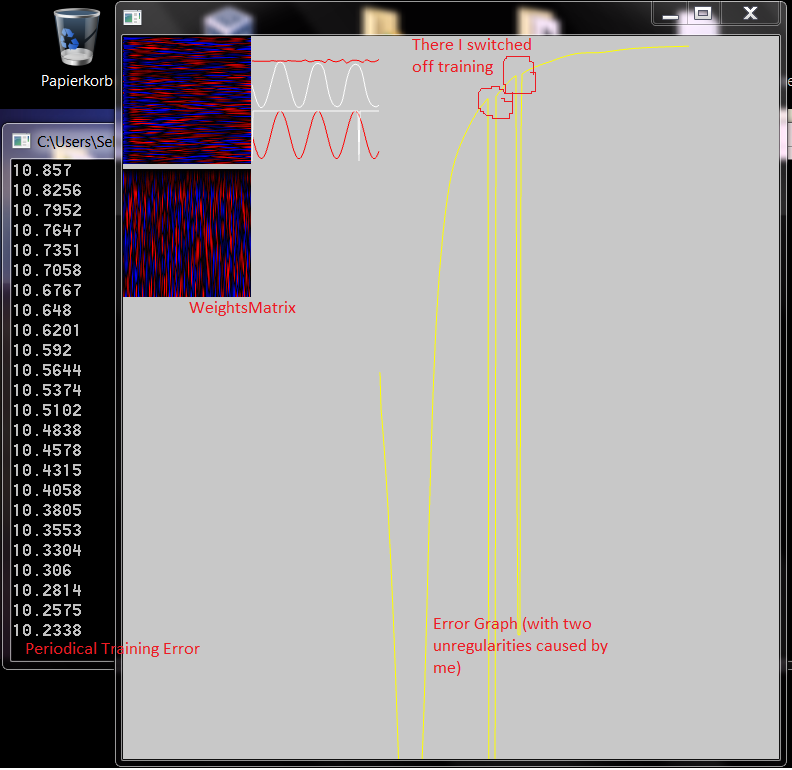 Papierkorb
C:\Users\Se
10.857
10.8256
10.7952
10.7647
10.7351
10.7058
10.6767
10.648
10.6201
10.592
10.5644
10.5374
10.5102
10.4838
10.4578
10.4315
10.4058
10.3805
10.3553
10.3304
10.306
10.2814
10.2575
10.2338
Periodical Training Error
WeightsMatrix
There I switched
off training
Error Graph (with two
unregularities caused by
me)